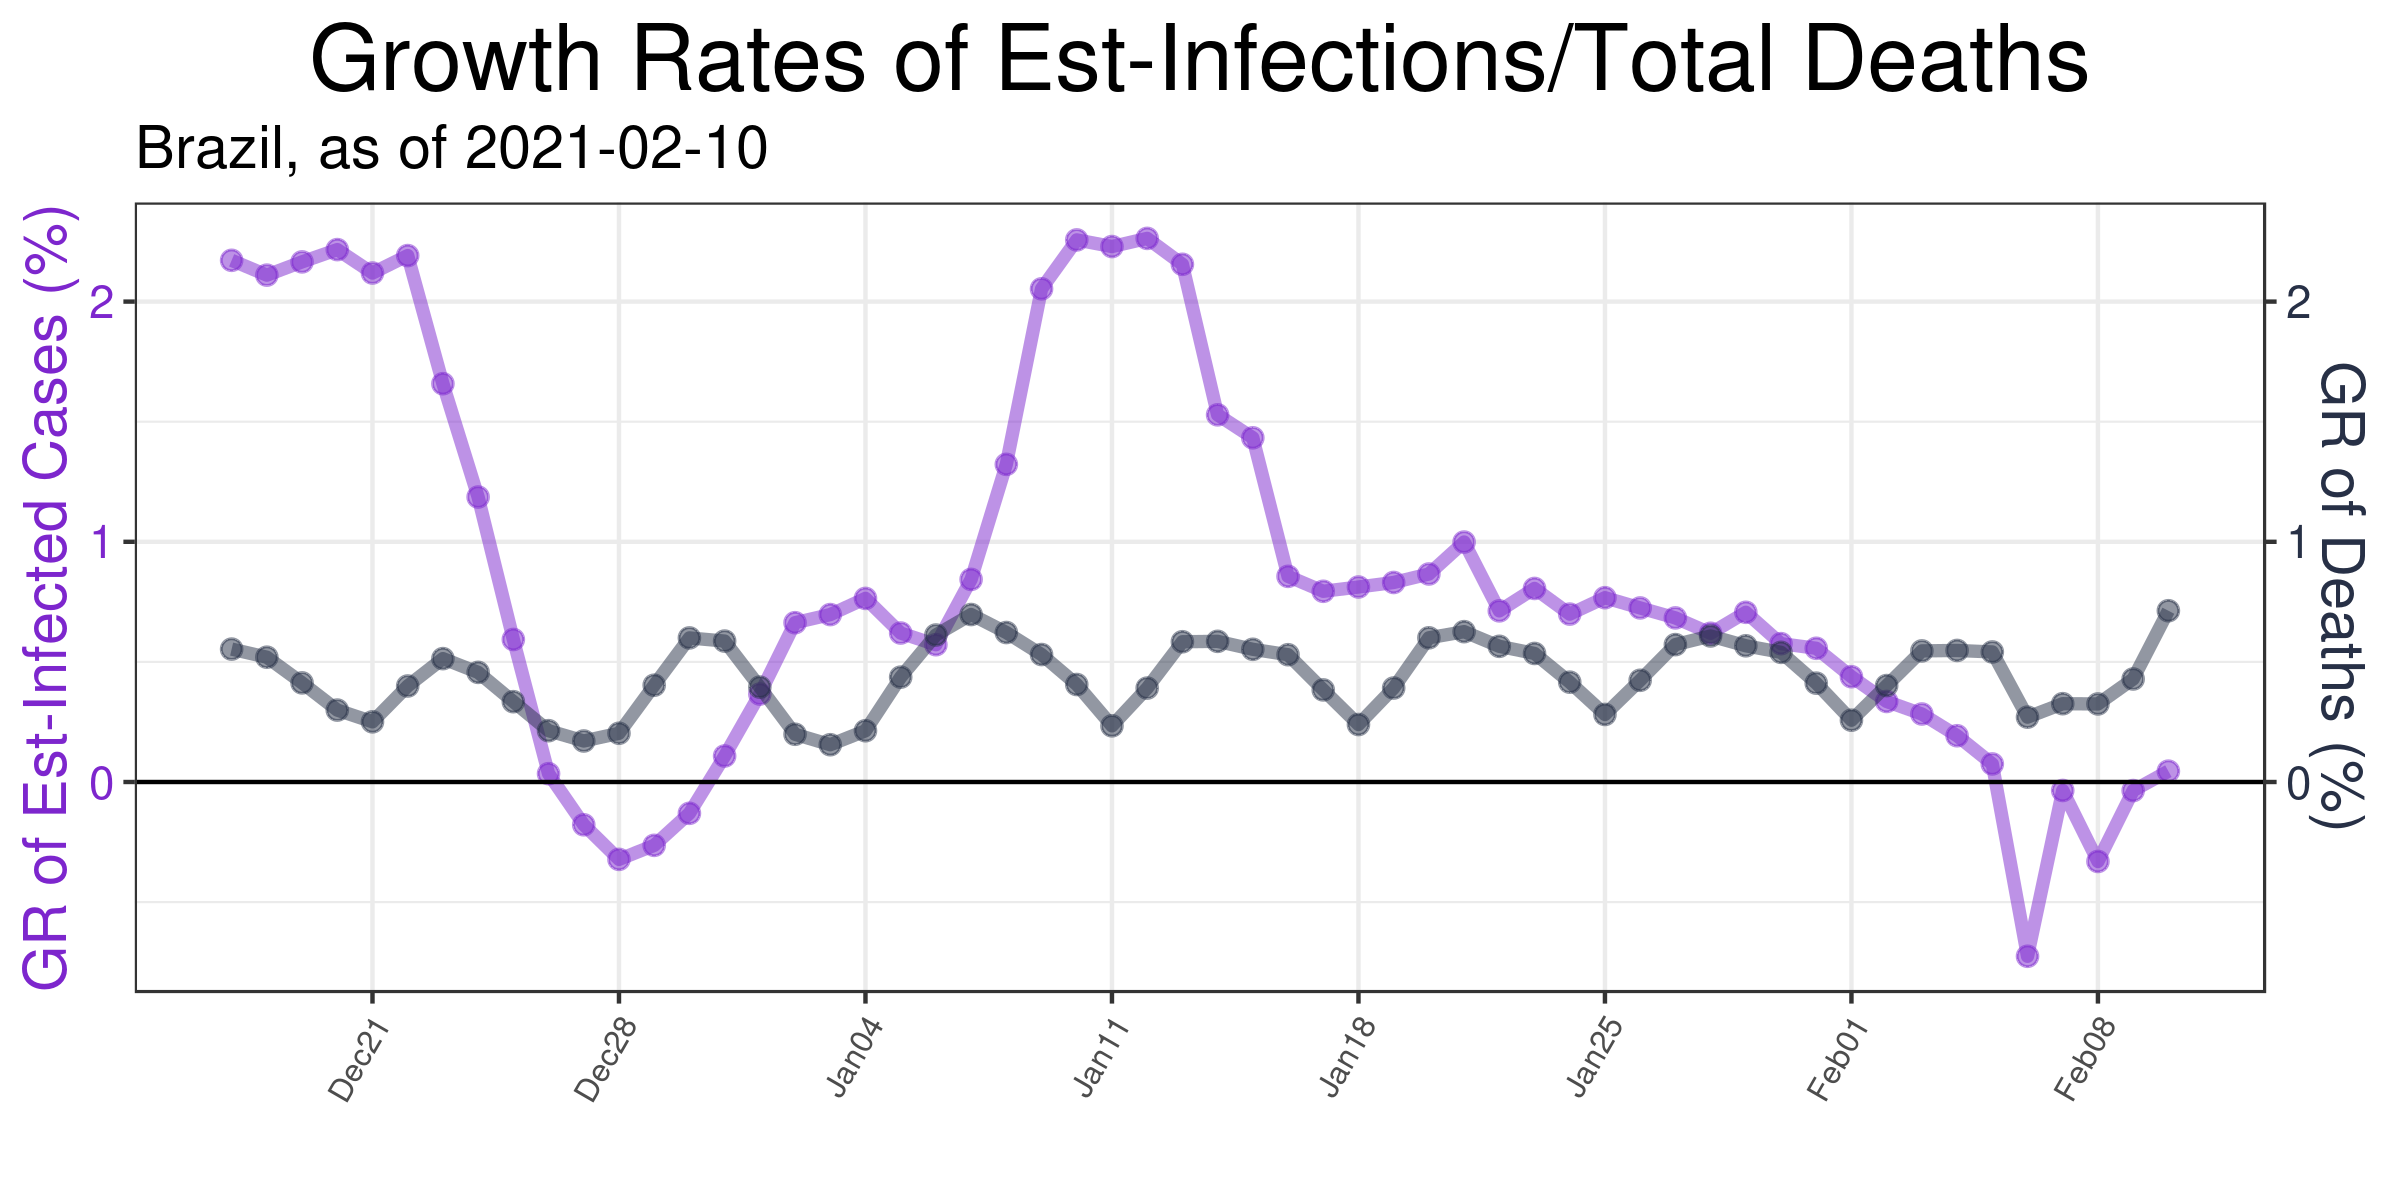 Growth Rates of Est-Infections/Total Deaths
Brazil, as of 2021-02-10
GR of Est-Infected Cases (%)
2
1
0
2
1
0
GR of Deaths (%)
Dec21
Dec28
Jan04
Jan11
Jan18
Jan25
Feb01
Feb08